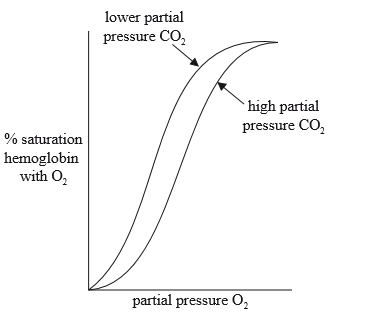 lower partial
pressure CO₂
high partial
pressure CO₂
% saturation
hemoglobin
with O₂
partial pressure O₂